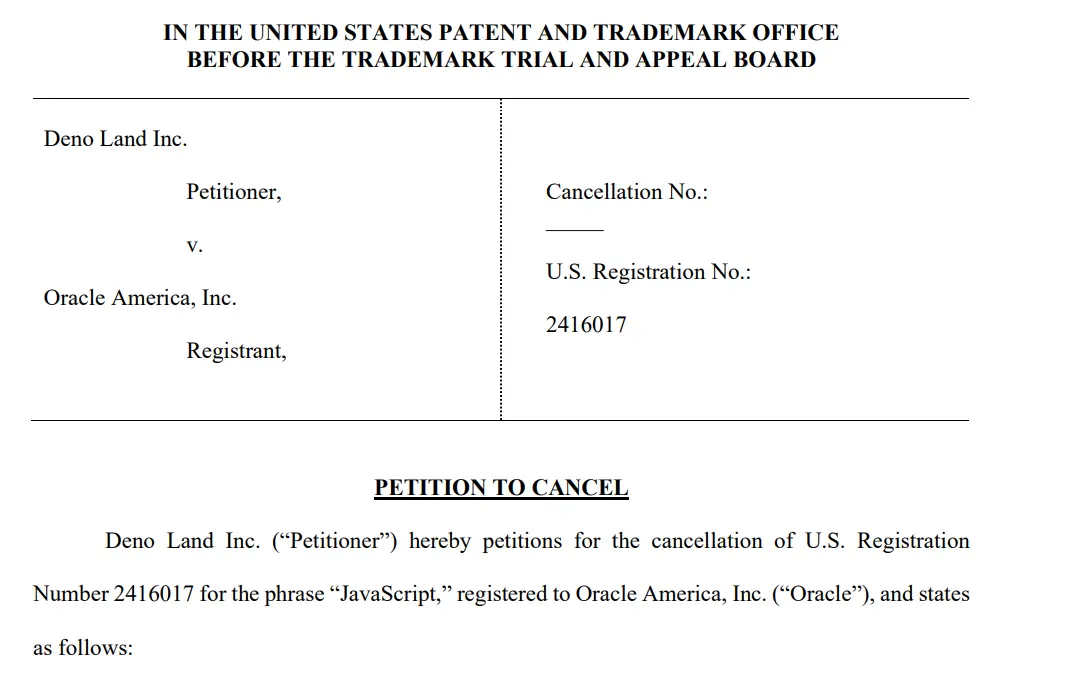 IN THE UNITED STATES PATENT AND TRADEMARK OFFICE
BEFORE THE TRADEMARK TRIAL AND APPEAL BOARD
Deno Land Inc.
Petitioner,
v.
Oracle America, Inc.
Registrant,
Cancellation No.:
_____
U.S. Registration No.:
2416017
PETITION TO CANCEL
Deno Land Inc. (“Petitioner”) hereby petitions for the cancellation of U.S. Registration
Number 2416017 for the phrase “JavaScript,” registered to Oracle America, Inc. (“Oracle”), and states
as follows: